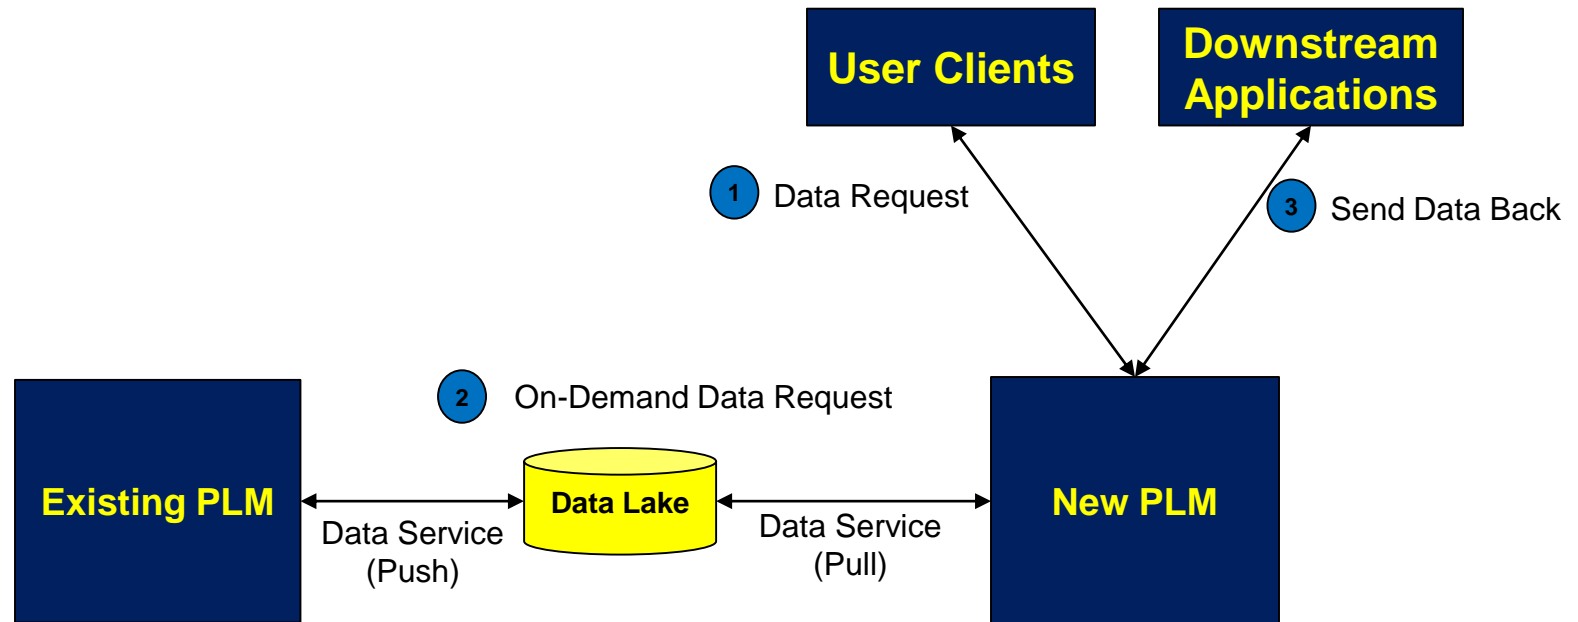 User Clients
Downstream
Applications
1
Data Request
3
Send Data Back
2
On-Demand Data Request
Existing PLM
Data Lake
New PLM
Data Service
(Push)
Data Service
(Pull)